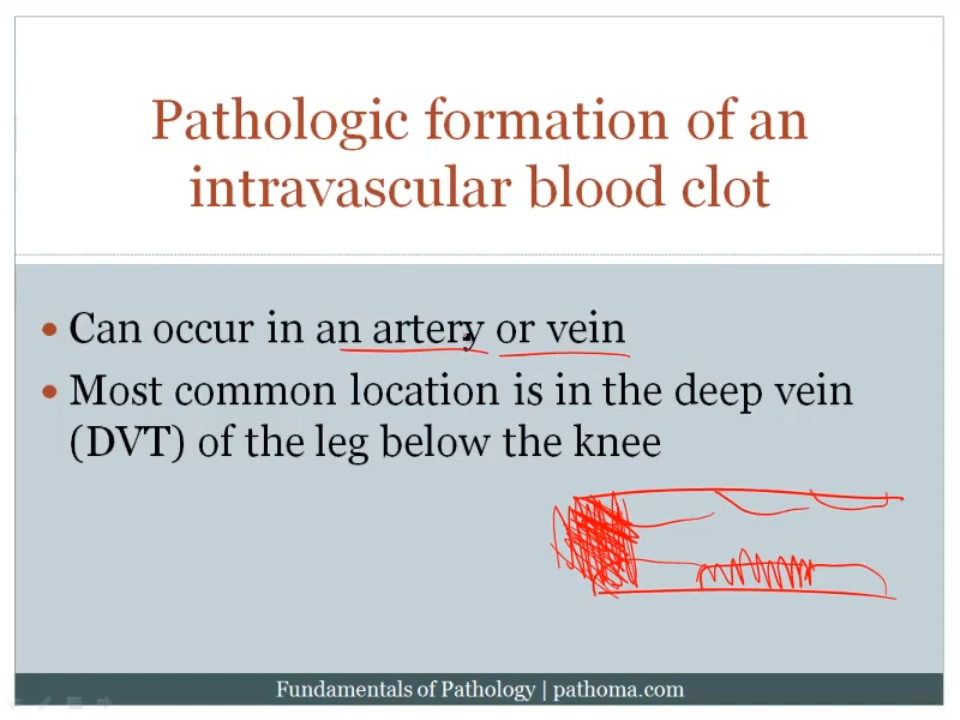 Pathologic formation of an
intravascular blood clot
• Can occur in an artery or vein
• Most common location is in the deep vein
(DVT) of the leg below the knee
Fundamentals of Pathology | pathoma.com